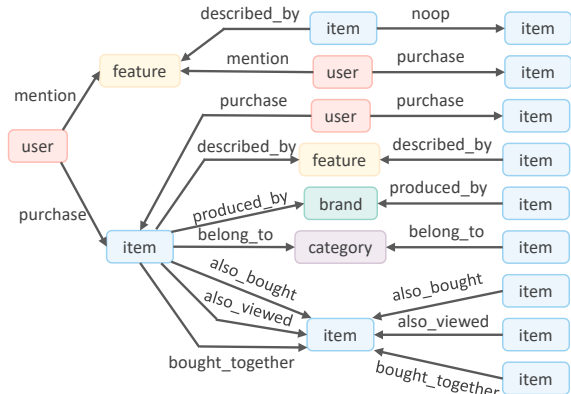 described_by
item
noop
item
feature
mention
user
purchase
item
mention
purchase
user
purchase
item
user
described_by
feature
described_by
item
purchase
produced_by
brand
produced_by
item
item
belong_to
category
belong_to
item
also_bought
also_bought
item
also_viewed
item
also_viewed
item
bought_together
bought_together
item